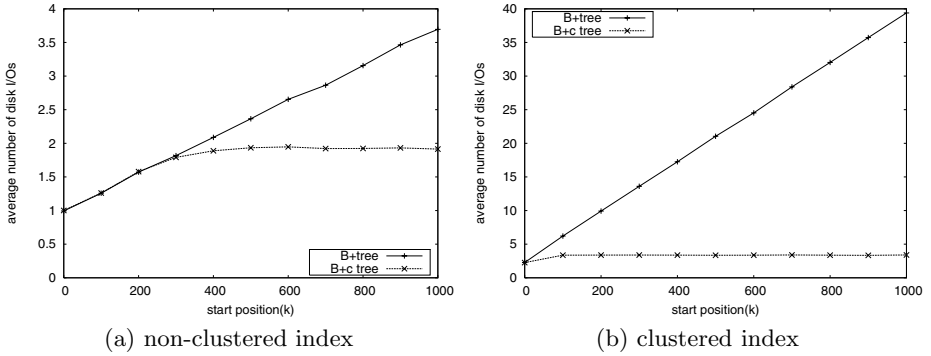 4
3.5
3
2.5
2
1.5
1
0.5
0
average number of disk I/Os
B+tree
B+c tree
0 200 400 600 800 1000
start position(k)
(a) non-clustered index
40
35
30
25
20
15
10
5
0
average number of disk I/Os
B+tree
B+c tree
0 200 400 600 800 1000
start position(k)
(b) clustered index